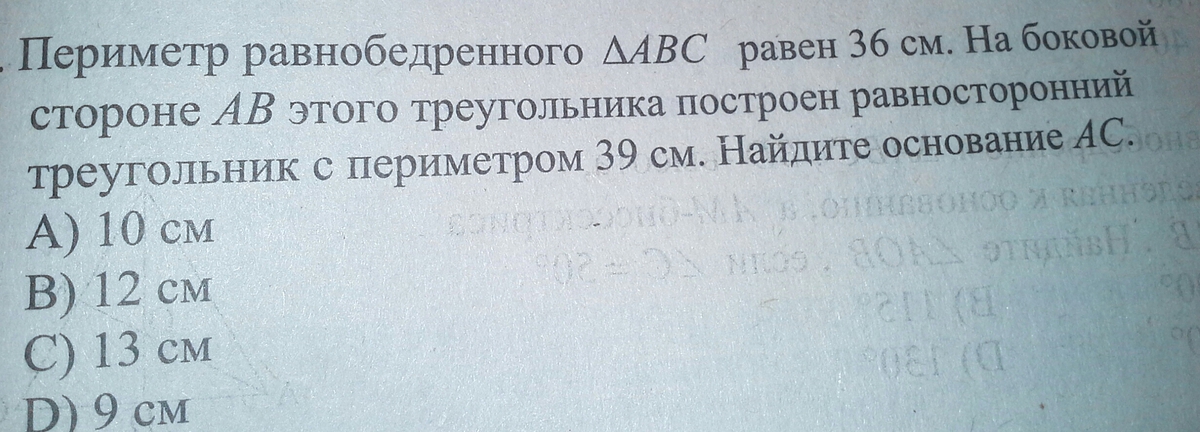 Периметр равнобедренного ΔABC равен 36 см. На боковой
стороне AB этого треугольника построен равносторонний
треугольник с периметром 39 см. Найдите основание AC.
A) 10 см
B) 12 см
C) 13 см
D) 9 см